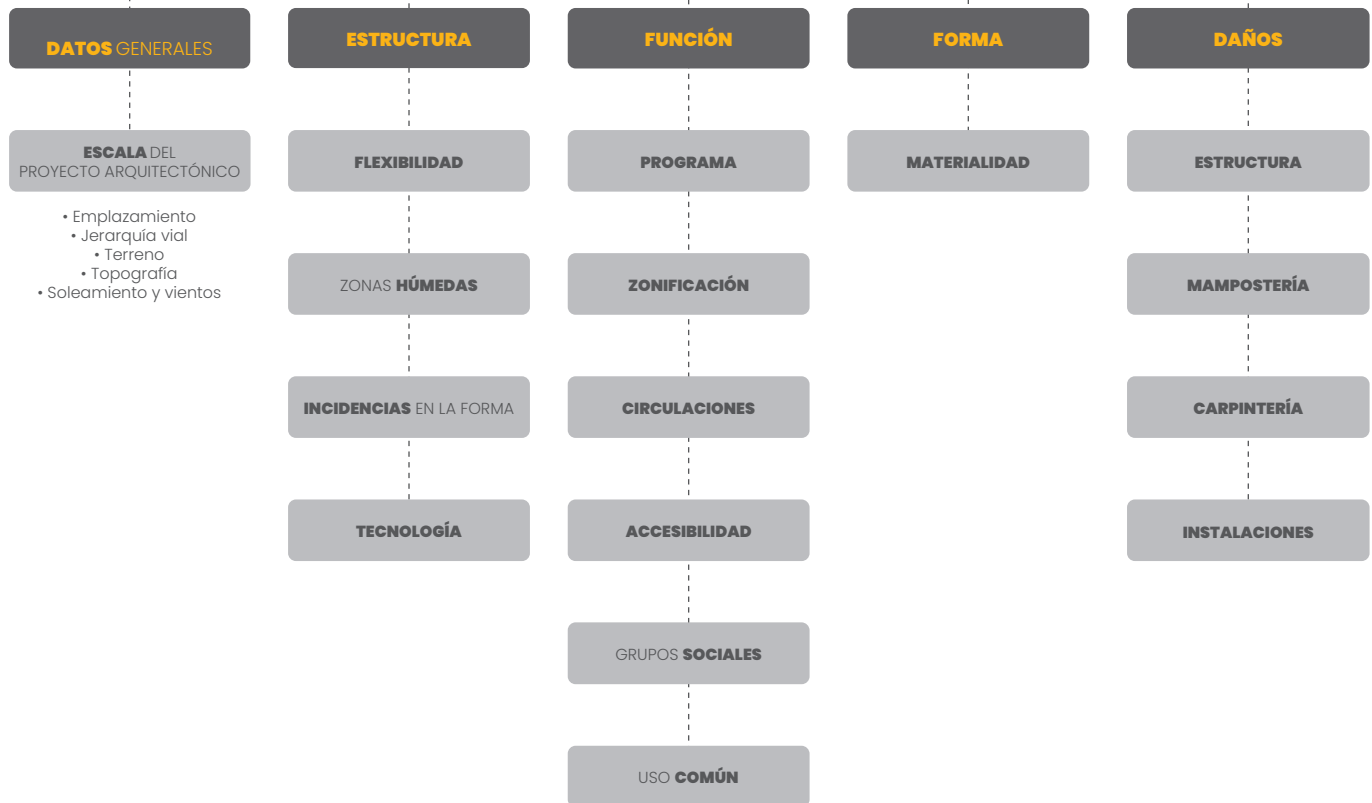 DATOS GENERALES
ESCALA DEL
PROYECTO ARQUITECTÓNICO
• Emplazamiento
• Jerarquía vial
• Terreno
• Topografía
• Soleamiento y vientos
ESTRUCTURA
FLEXIBILIDAD
ZONAS HÚMEDAS
INCIDENCIAS EN LA FORMA
TECNOLOGÍA
FUNCIÓN
PROGRAMA
ZONIFICACIÓN
CIRCULACIONES
ACCESIBILIDAD
GRUPOS SOCIALES
USO COMÚN
FORMA
MATERIALIDAD
DAÑOS
ESTRUCTURA
MAMPOSTERÍA
CARPINTERÍA
INSTALACIONES